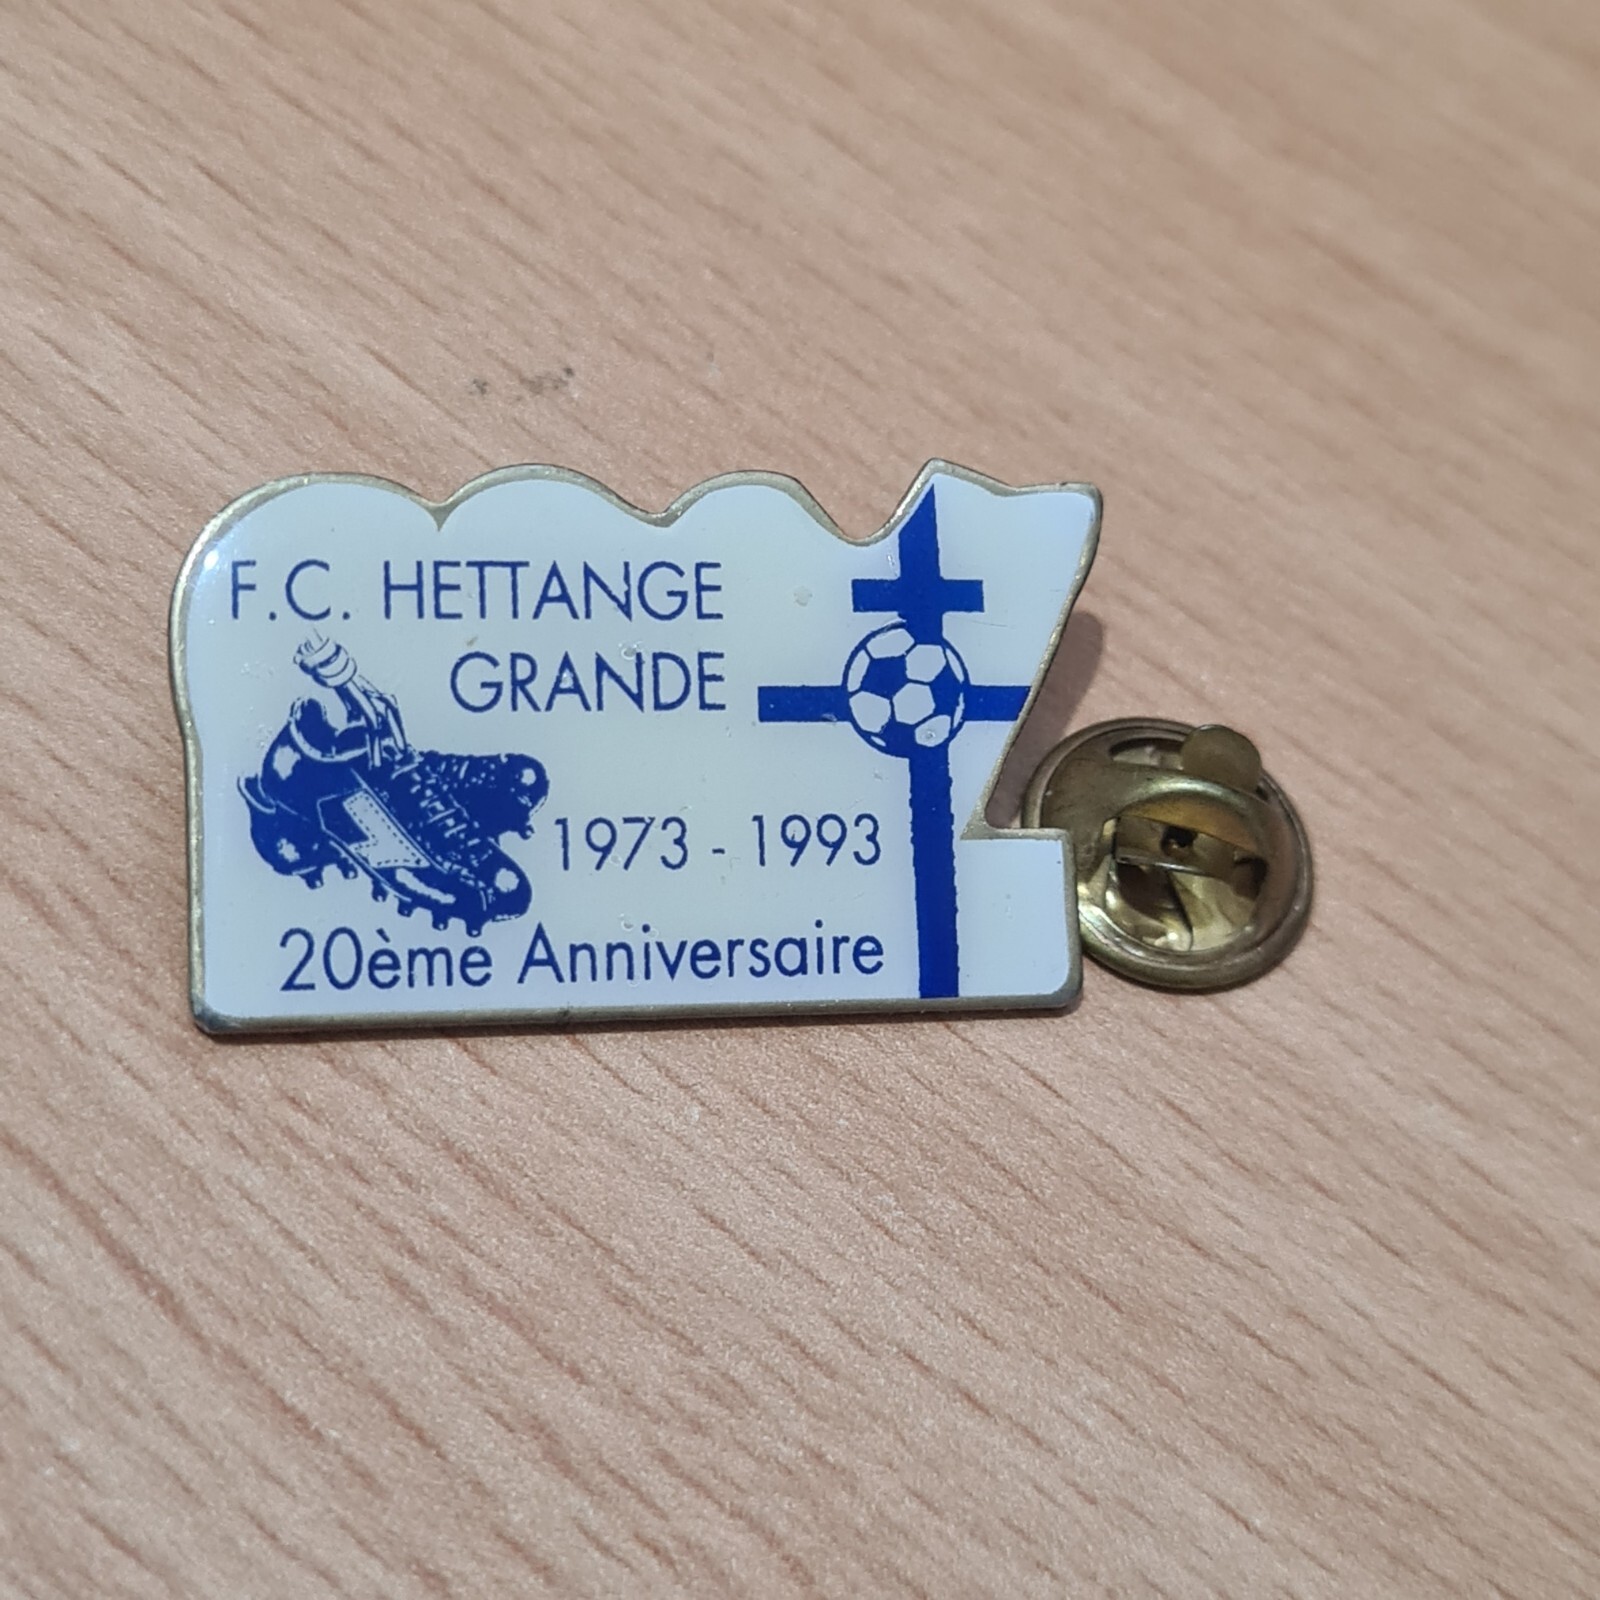 F.C. HETTANGE
GRANDE
1973 - 1993
20ème Anniversaire